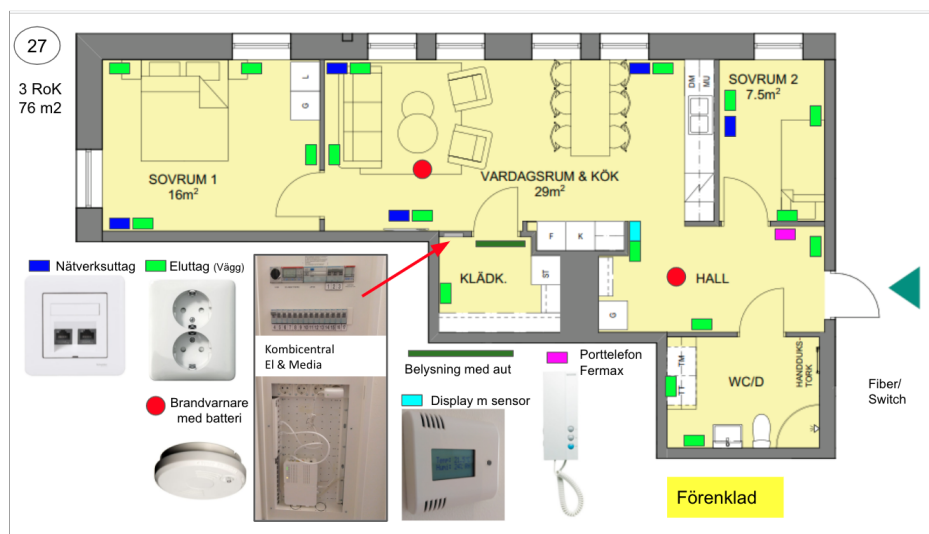 27
3 RoK
76 m2
SOVRUM 1
16m²
L
G
VARDAGSRUM & KÖK
29m²
DM
MU
SOVRUM 2
7.5m²
F
K
KLÄDK.
ST
HALL
G
WC/D
TM
TT
HANDDUKS-
TORK
Nätverksuttag
Eluttag (Vägg)
Kombicentral
El & Media
Brandvarnare
med batteri
Belysning med aut
Display m sensor
Porttelefon
Fermax
Fiber/
Switch
Förenklad